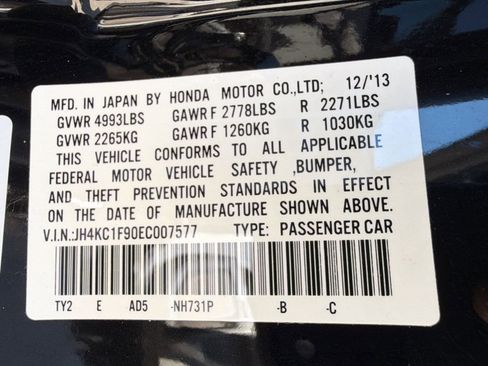 MFD. IN JAPAN BY HONDA MOTOR CO.,LTD; 12/'13
GVWR 4993LBS GAWR F 2778LBS R 2271LBS
GVWR 2265KG GAWR F 1260KG R 1030KG
THIS VEHICLE CONFORMS TO ALL APPLICABLE
FEDERAL MOTOR VEHICLE SAFETY ,BUMPER,
AND THEFT PREVENTION STANDARDS IN EFFECT
ON THE DATE OF MANUFACTURE SHOWN ABOVE.
V.I.N.:JH4KC1F90EC007577 TYPE: PASSENGER CAR
TY2 E AD5 -NH731P -B -C